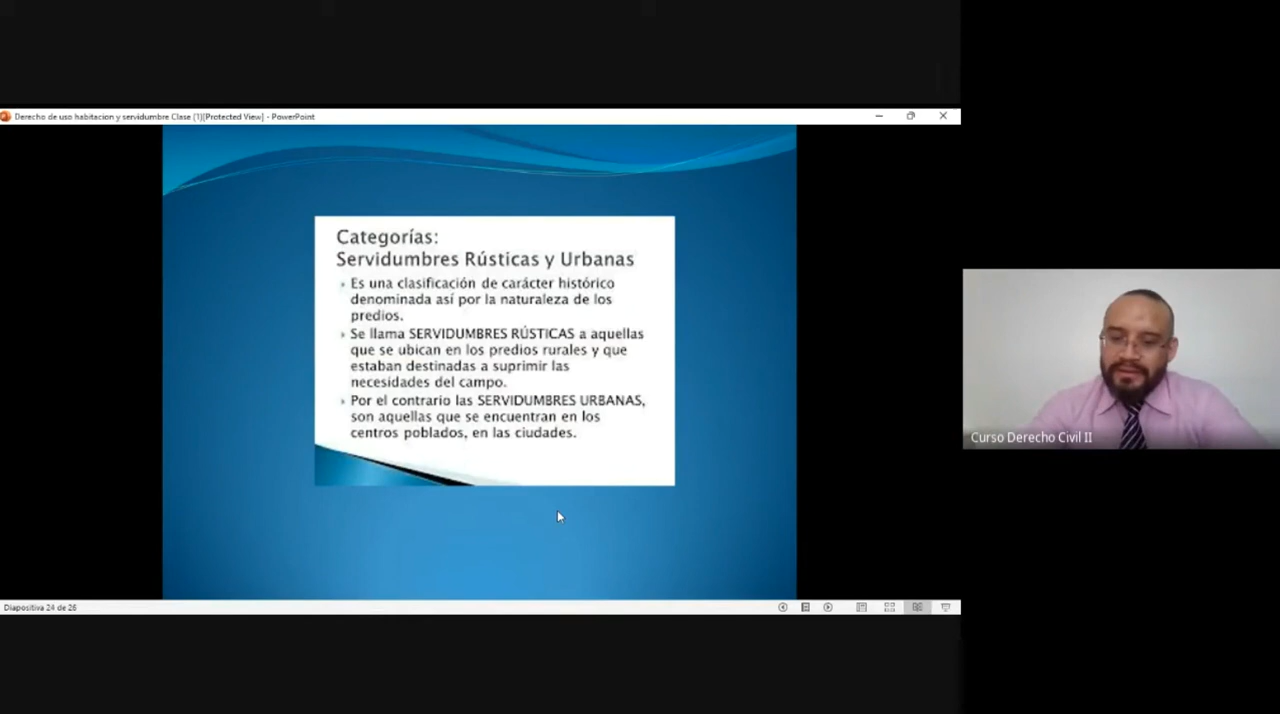 Derecho de uso habitacion y servidumbre Clase (1)[Protected View] - PowerPoint
Categorías:
Servidumbres Rústicas y Urbanas
Es una clasificación de carácter histórico
denominada así por la naturaleza de los
predios.
Se llama SERVIDUMBRES RÚSTICAS a aquellas
que se ubican en los predios rurales y que
estaban destinadas a suprimir las
necesidades del campo.
Por el contrario las SERVIDUMBRES URBANAS,
son aquellas que se encuentran en los
centros poblados, en las ciudades.
Curso Derecho Civil II
Diapositiva 24 de 26